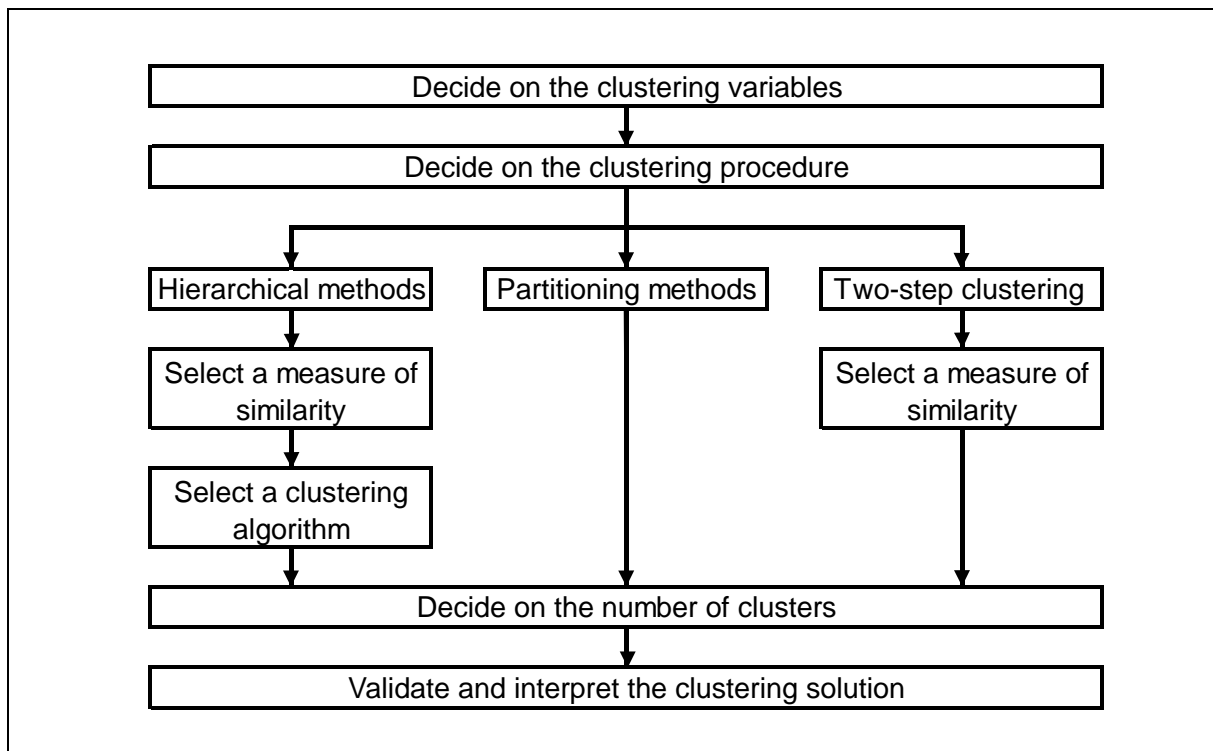 Decide on the clustering variables
Decide on the clustering procedure
Hierarchical methods
Partitioning methods
Two-step clustering
Select a measure of
similarity
Select a measure of
similarity
Select a clustering
algorithm
Decide on the number of clusters
Validate and interpret the clustering solution